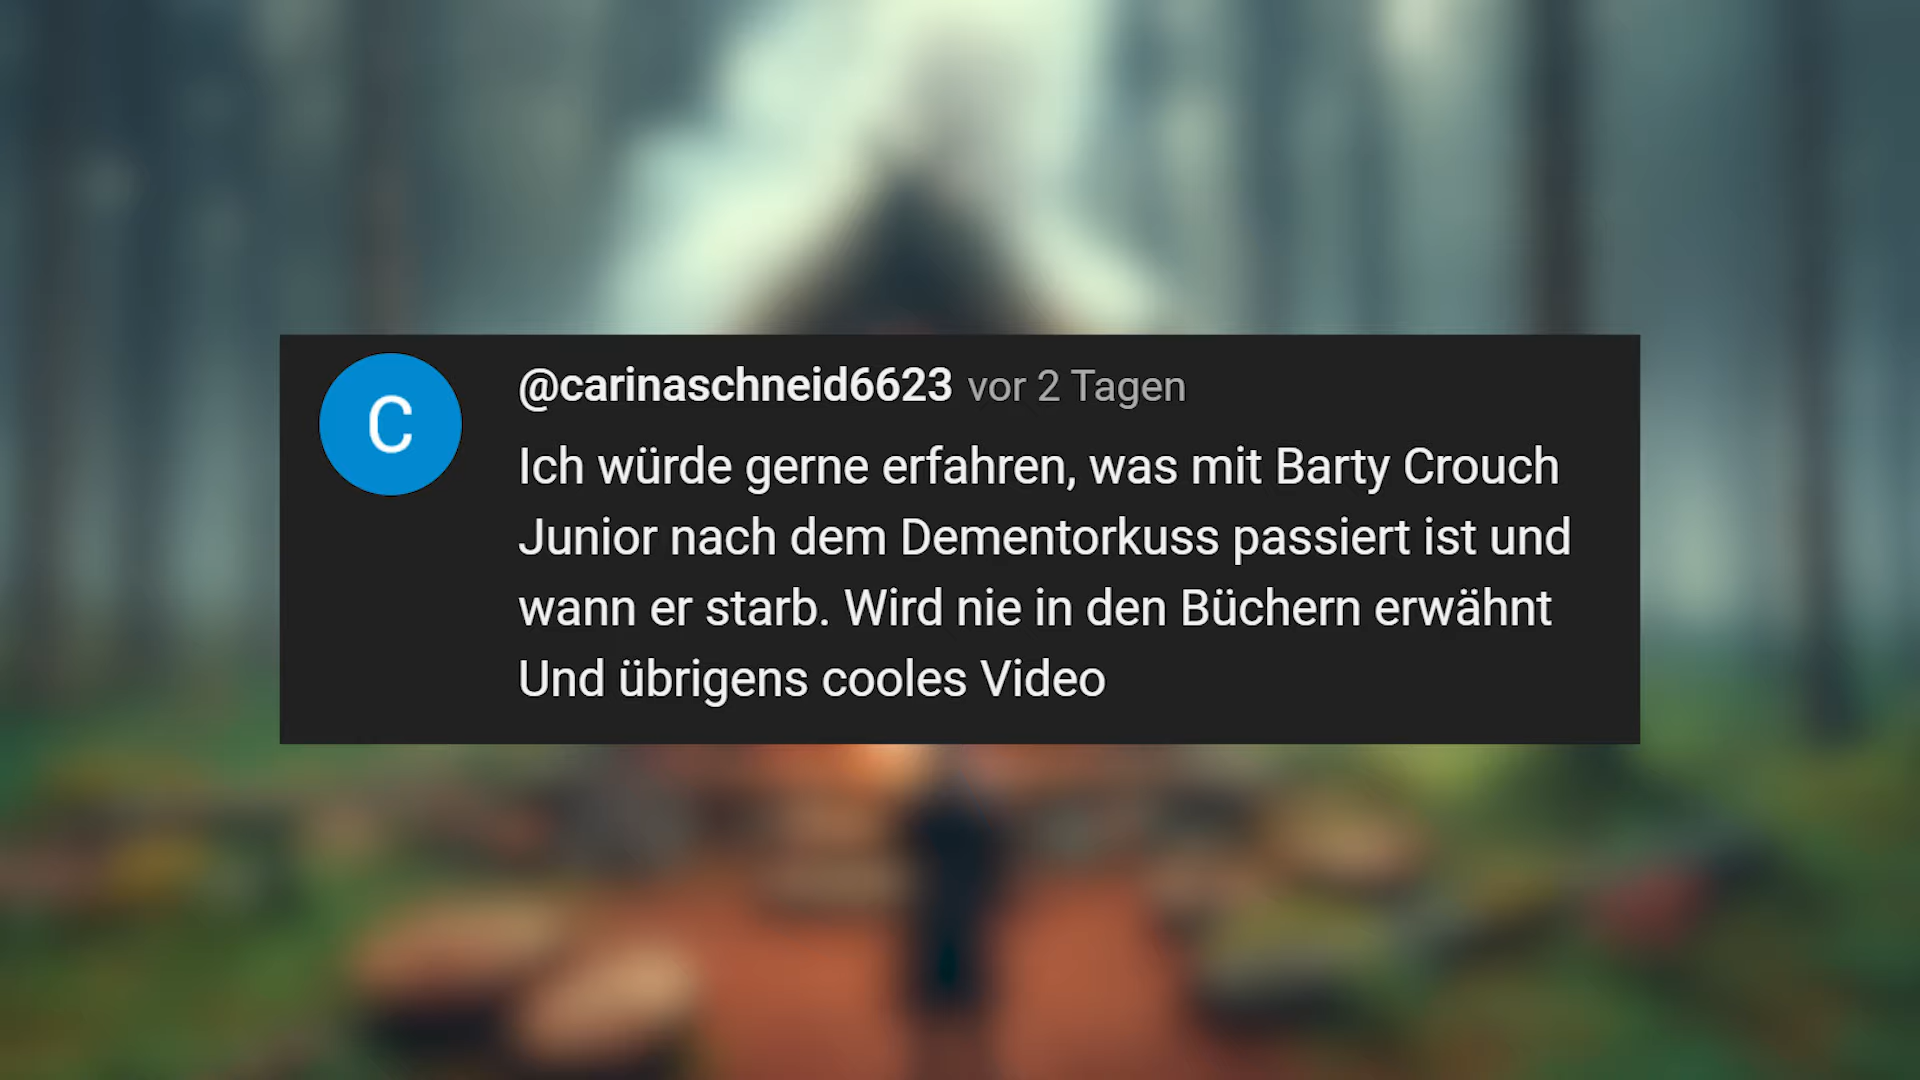 C
@carinaschneid6623 vor 2 Tagen
Ich würde gerne erfahren, was mit Barty Crouch
Junior nach dem Dementorkuss passiert ist und
wann er starb. Wird nie in den Büchern erwähnt
Und übrigens cooles Video